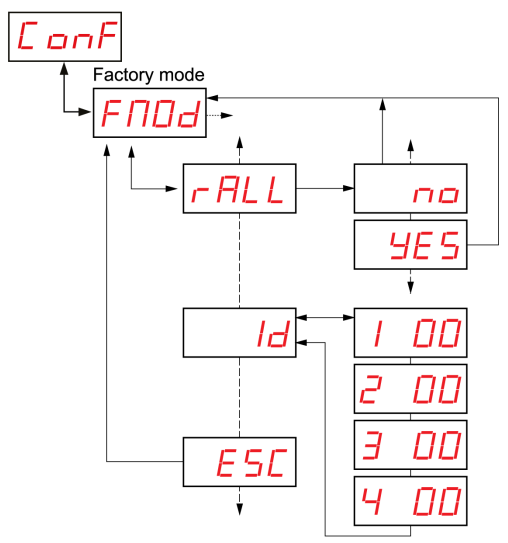 ConF
Factory mode
FMOd
rALL
no
YES
Id
1 00
2 00
3 00
ESC
4 00